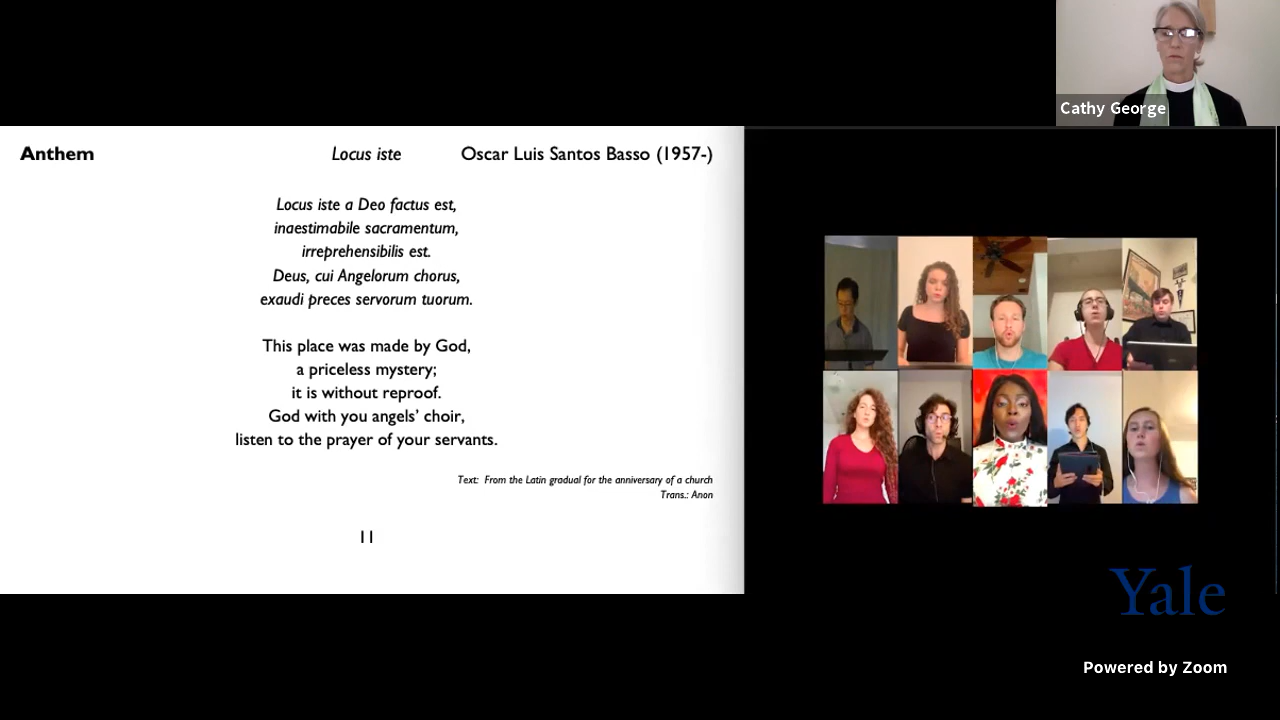 Cathy George
Anthem Locus iste Oscar Luis Santos Basso (1957-)
Locus iste a Deo factus est,
inaestimabile sacramentum,
irreprehensibilis est.
Deus, cui Angelorum chorus,
exaudi preces servorum tuorum.
This place was made by God,
a priceless mystery;
it is without reproof.
God with you angels’ choir,
listen to the prayer of your servants.
Text: From the Latin gradual for the anniversary of a church
Trans.: Anon
11
Yale
Powered by Zoom